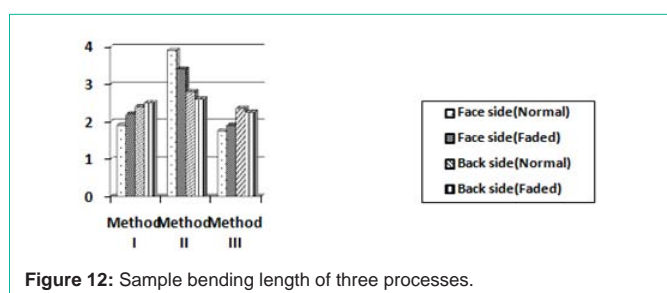 4
3
2
1
0
Method Method Method
I II III
Face side(Normal)
Face side(Faded)
Back side(Normal)
Back side(Faded)
Figure 12: Sample bending length of three processes.